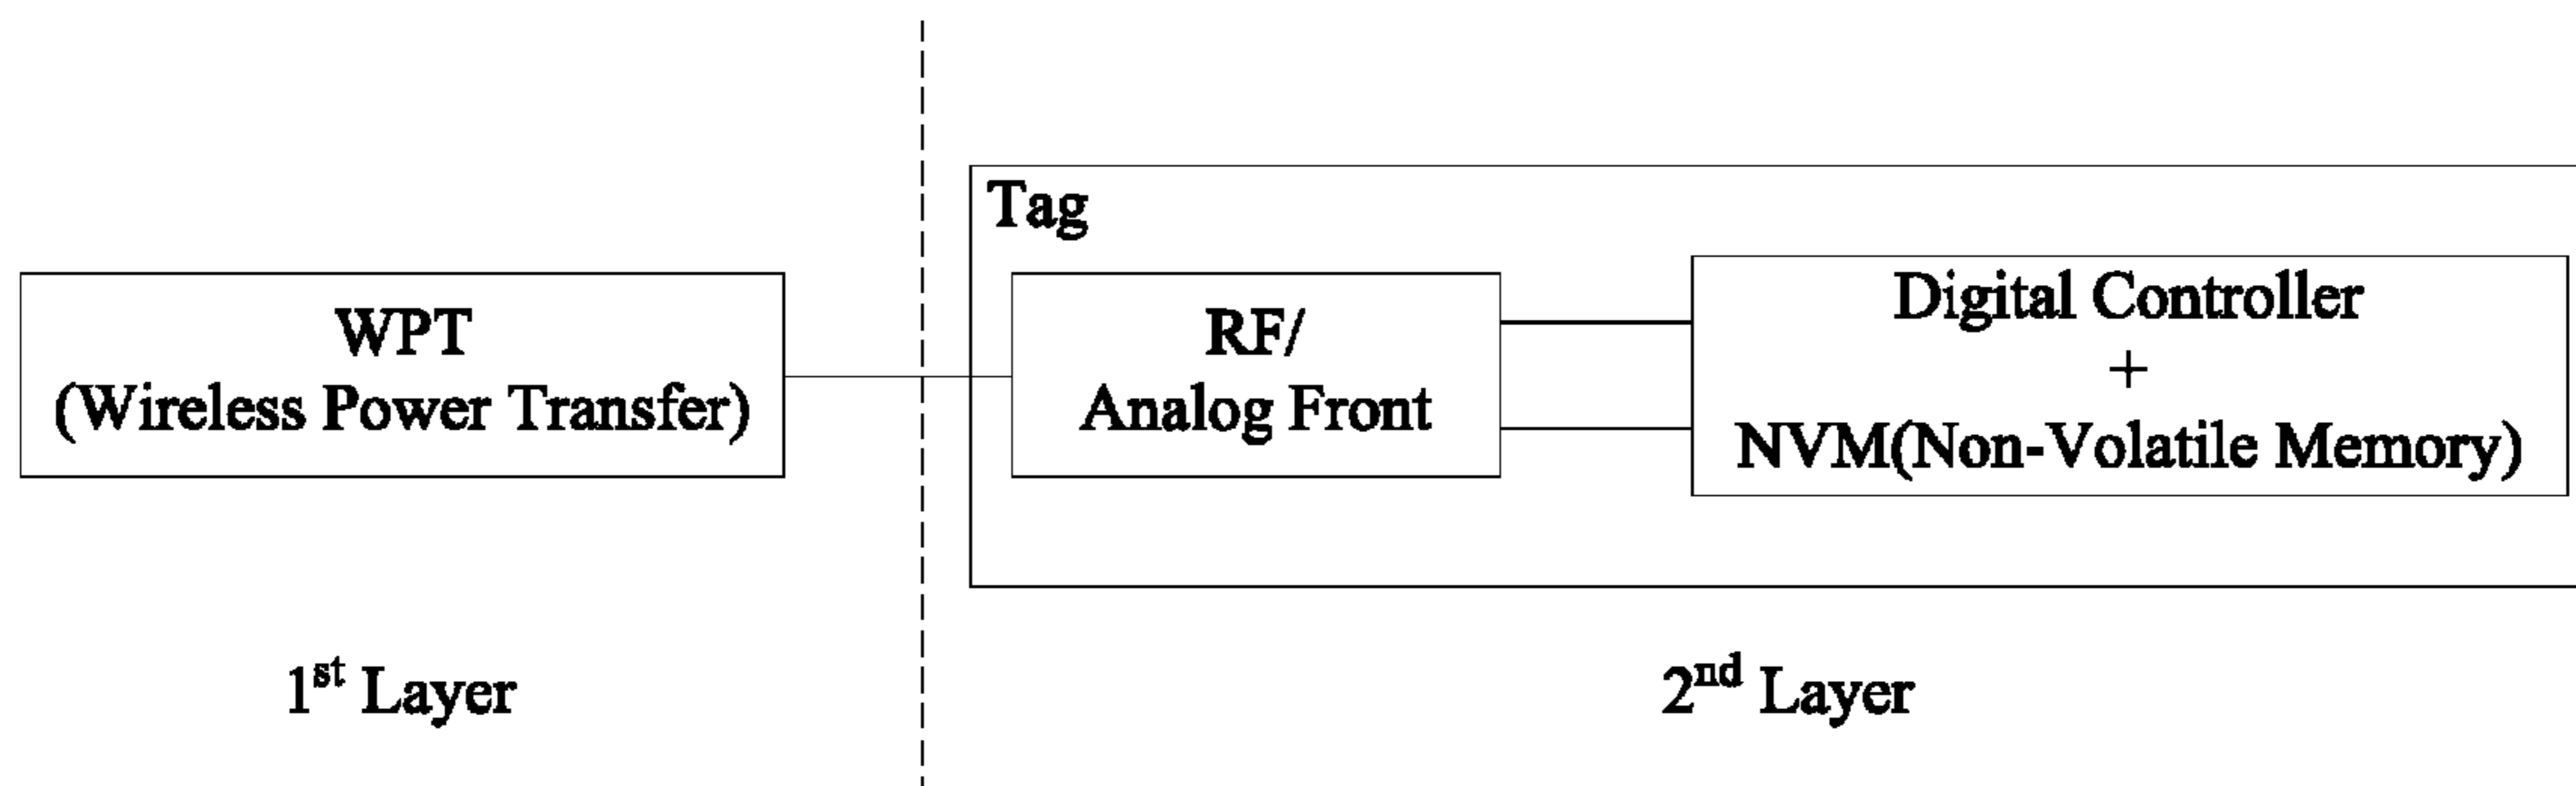 Tag
WPT
(Wireless Power Transfer)
RF/
Analog Front
Digital Controller
+
NVM(Non-Volatile Memory)
1st Layer
2nd Layer